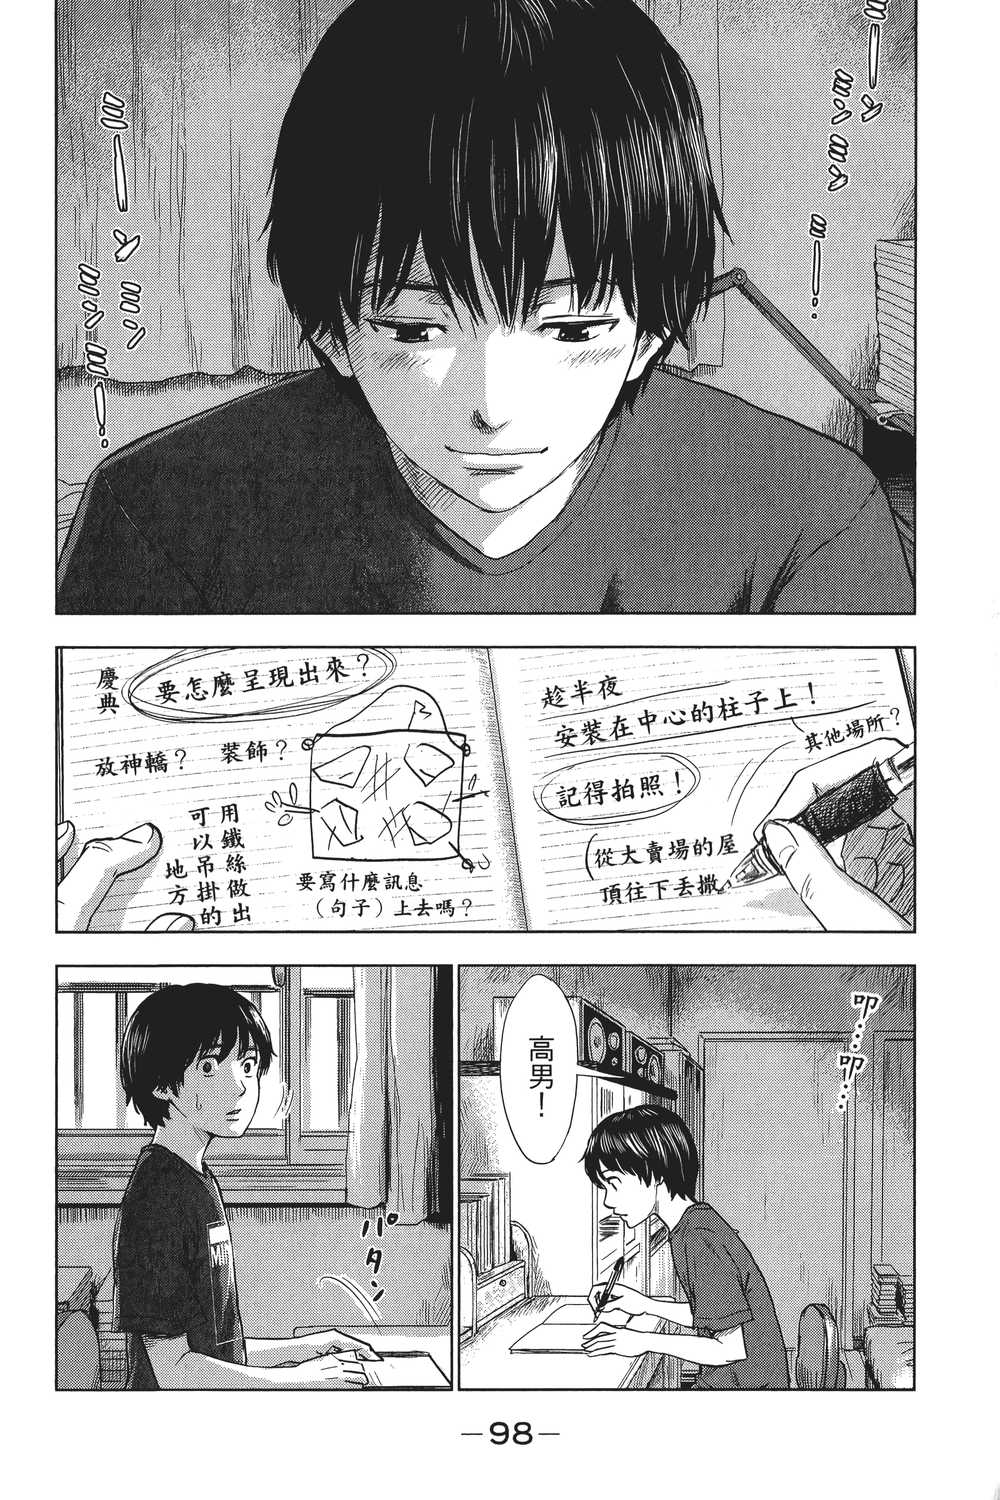 ミーン
ミンミン
ミー…
ミーン
ミンミンミー…
慶典
要怎麼呈現出來？
放神轎？
裝飾？
可用鐵絲做出
以吊掛的
地方
要寫什麼訊息
（句子）上去嗎？
趁半夜
安裝在中心的柱子上！
其他場所？
記得拍照！
（從大賣場的屋
頂往下丟撒
叩…叩…
高男！
パタン
MIN
－98－